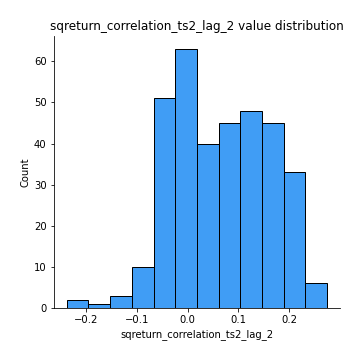 sqreturn_correlation_ts2_lag_2 value distribution
60
50
40
30
20
10
0
Count
−0.2 −0.1 0.0 0.1 0.2
sqreturn_correlation_ts2_lag_2